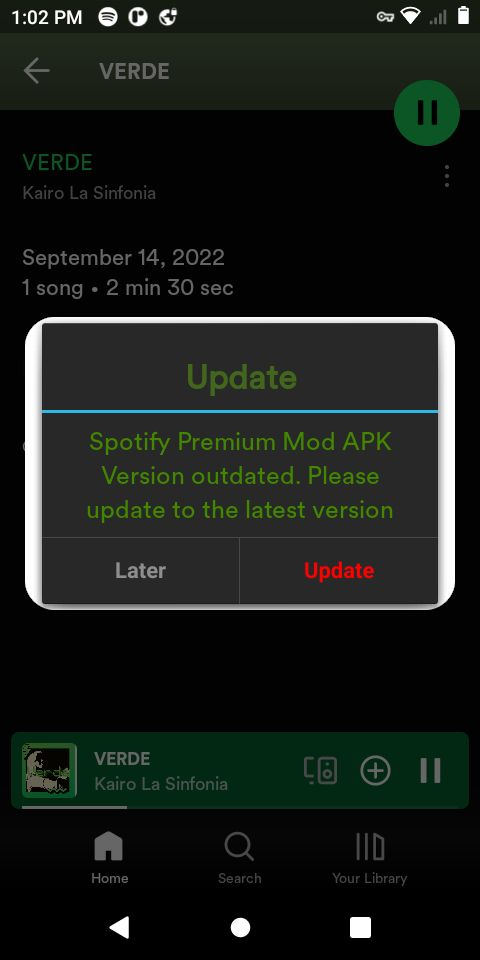 1:02 PM
VERDE
VERDE
Kairo La Sinfonia
September 14, 2022
1 song • 2 min 30 sec
Update
Spotify Premium Mod APK
Version outdated. Please
update to the latest version
Later
Update
VERDE
Kairo La Sinfonia
Home
Search
Your Library